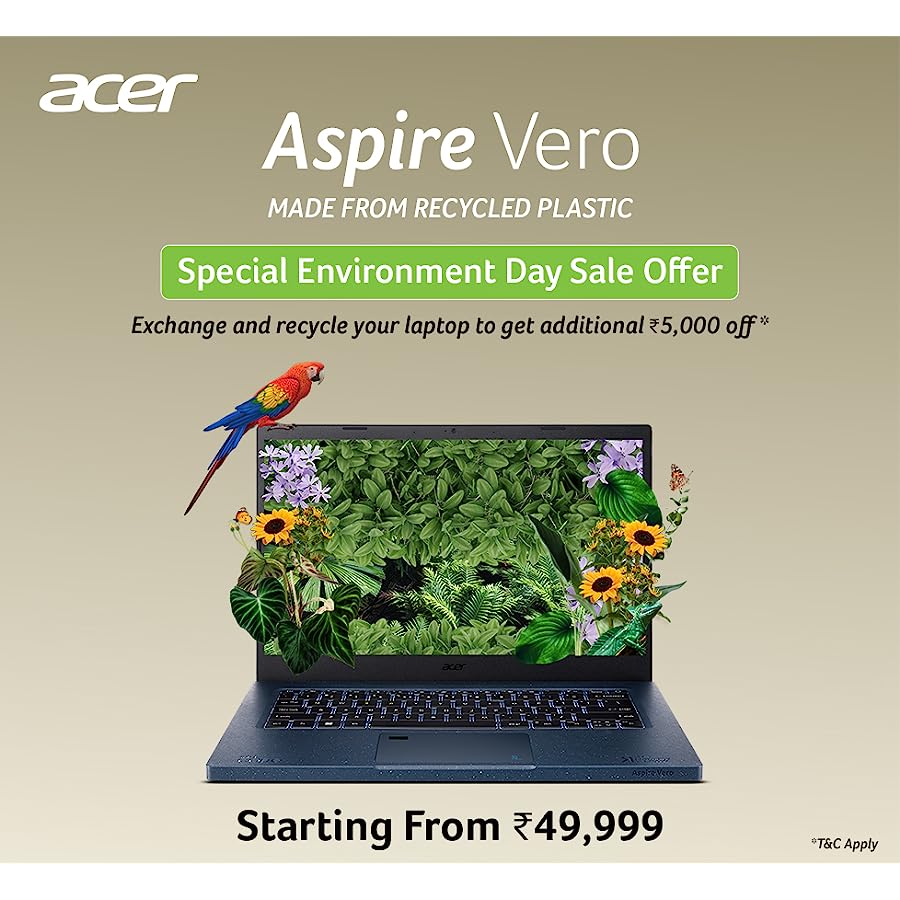 acer
Aspire Vero
MADE FROM RECYCLED PLASTIC
Special Environment Day Sale Offer
Exchange and recycle your laptop to get additional ₹5,000 off*
acer
Aspire Vero
Starting From ₹49,999
*T&C Apply